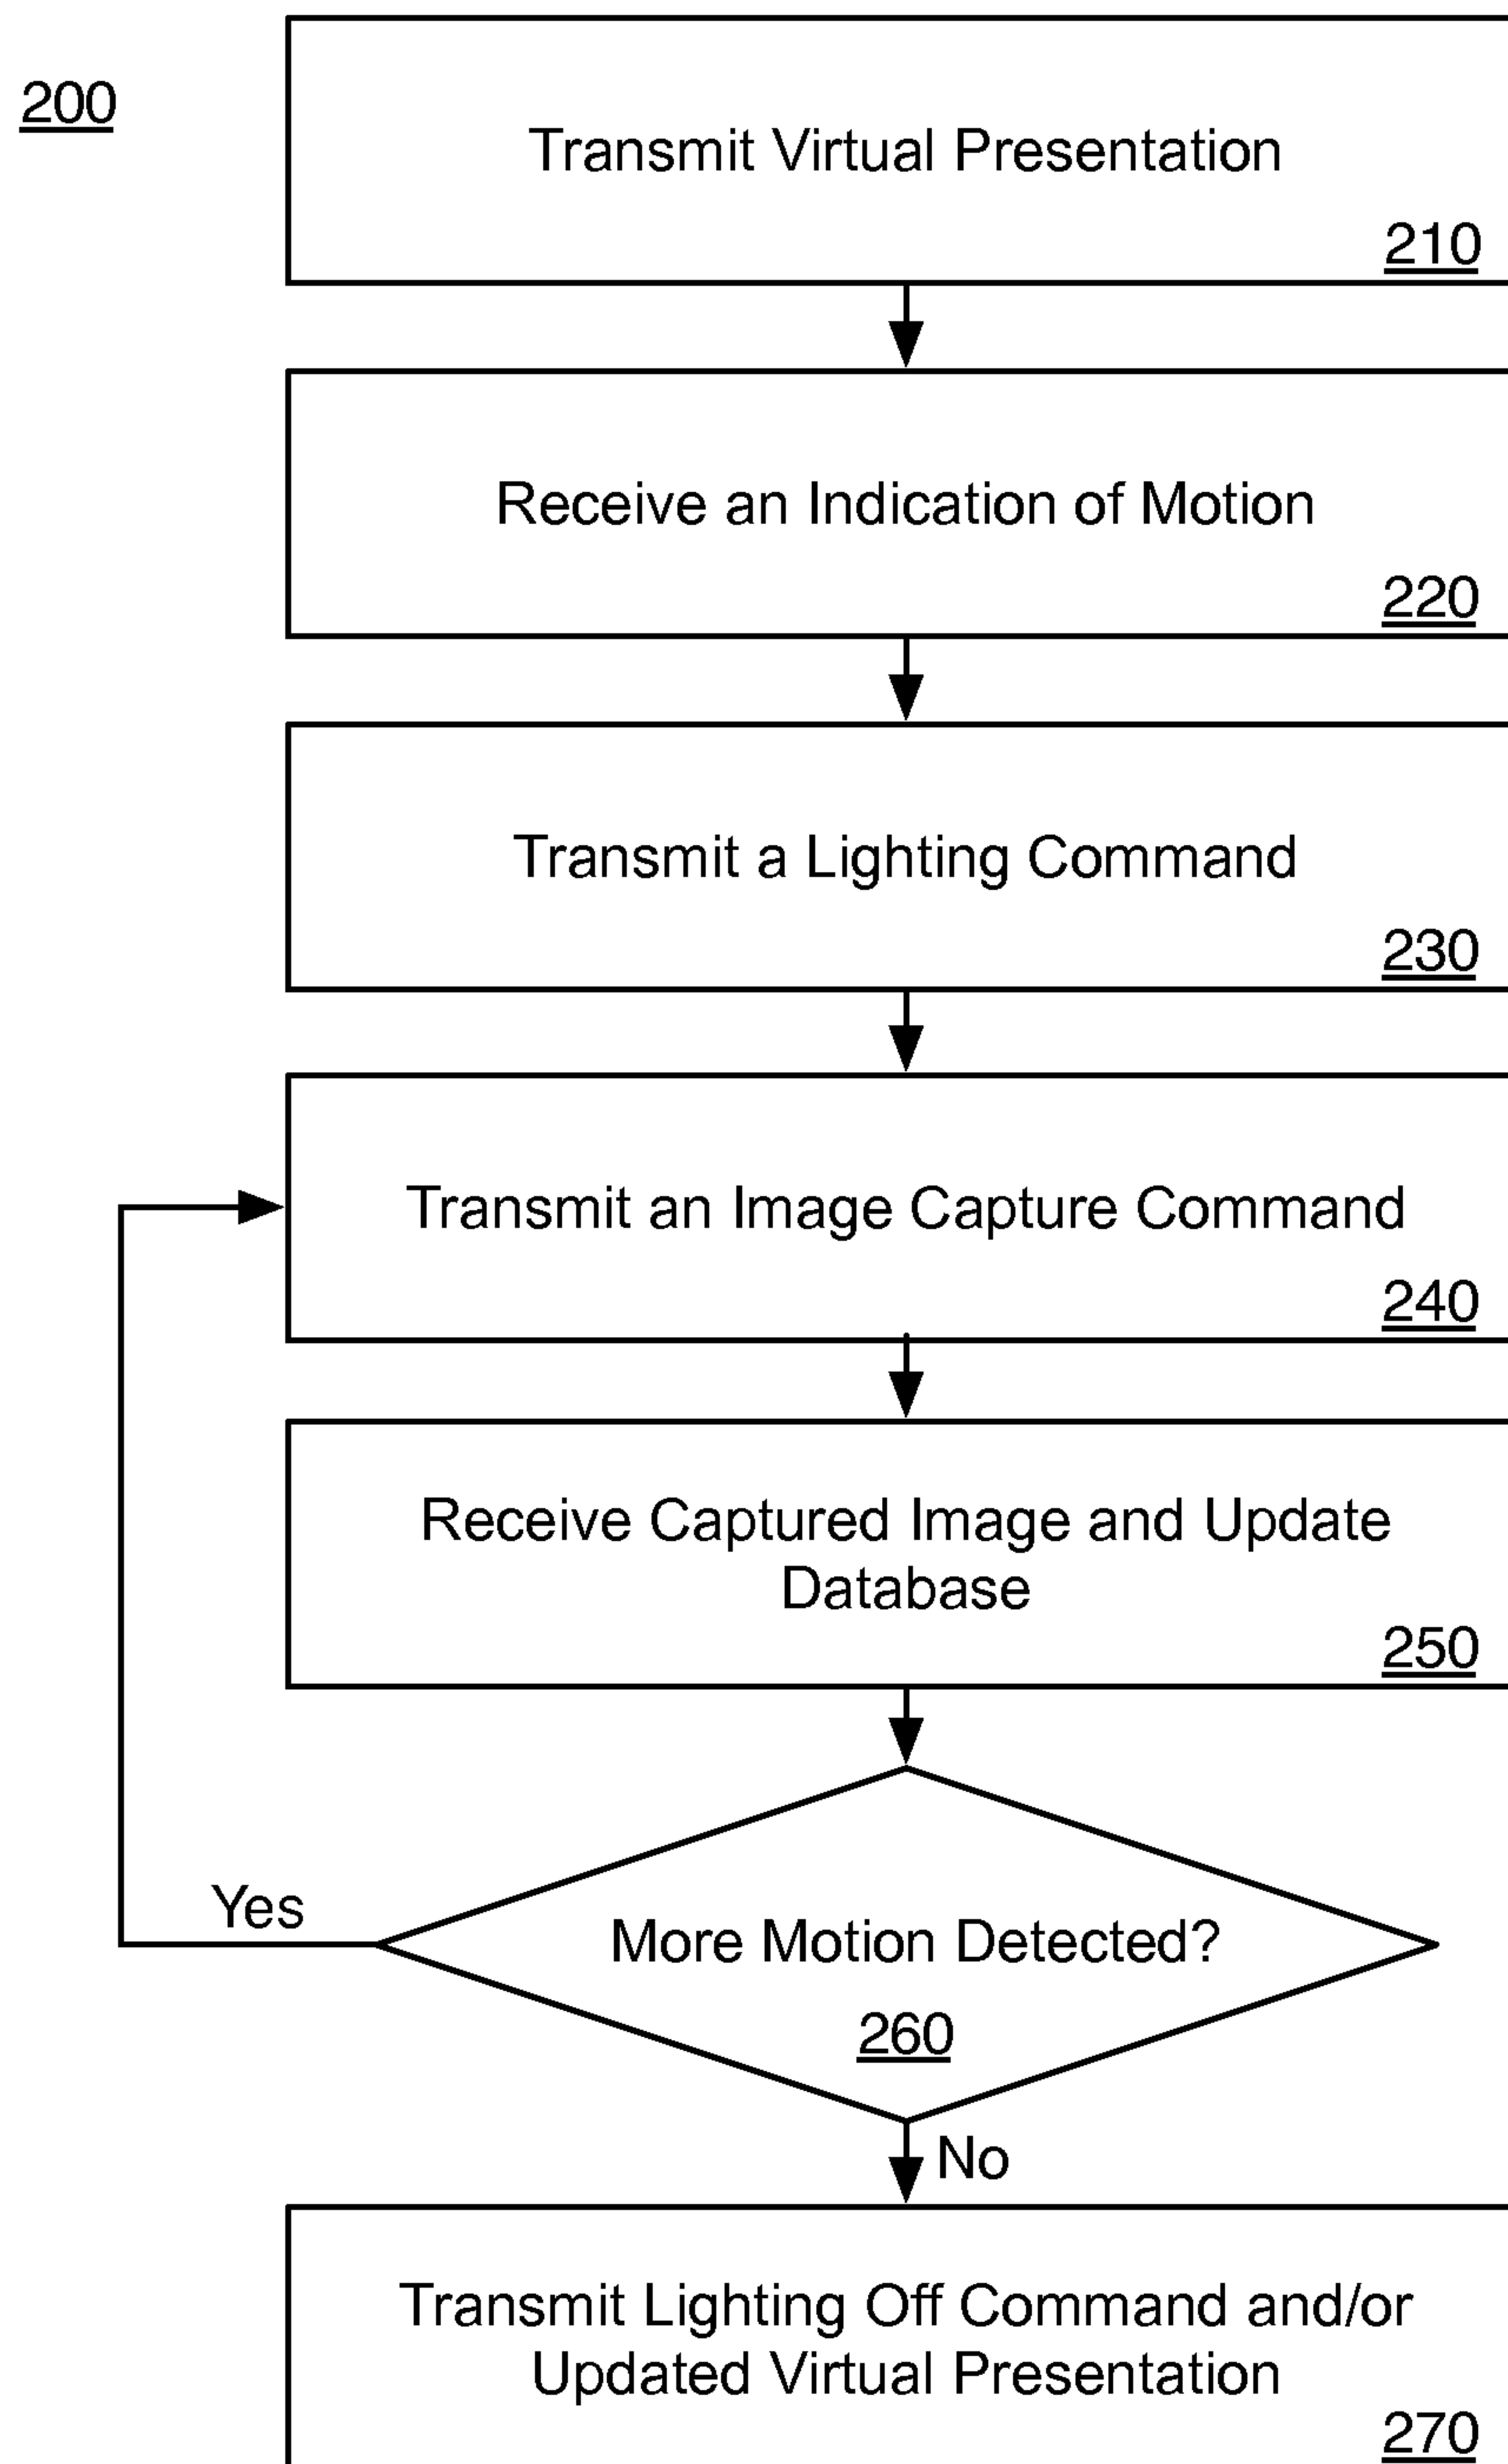 200
Transmit Virtual Presentation
210
Receive an Indication of Motion
220
Transmit a Lighting Command
230
Transmit an Image Capture Command
240
Receive Captured Image and Update
Database
250
Yes
More Motion Detected?
260
No
Transmit Lighting Off Command and/or
Updated Virtual Presentation
270